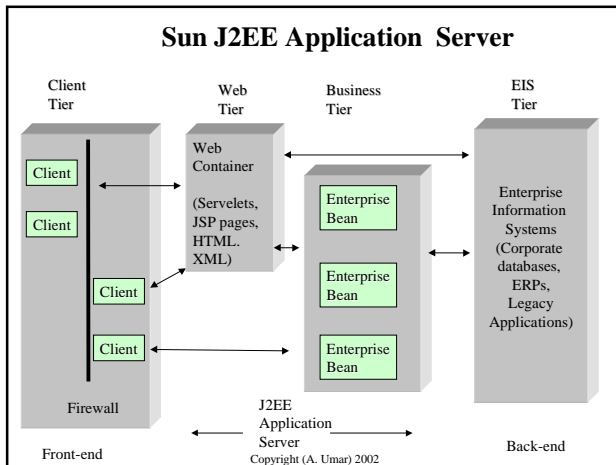 Sun J2EE Application Server
Client
Tier
Web
Tier
Business
Tier
EIS
Tier
Client
Client
Client
Client
Firewall
Web
Container
(Servelets,
JSP pages,
HTML.
XML)
Enterprise
Bean
Enterprise
Bean
Enterprise
Bean
Enterprise
Information
Systems
(Corporate
databases,
ERPs,
Legacy
Applications)
Front-end
J2EE
Application
Server
Back-end
Copyright (A. Umar) 2002